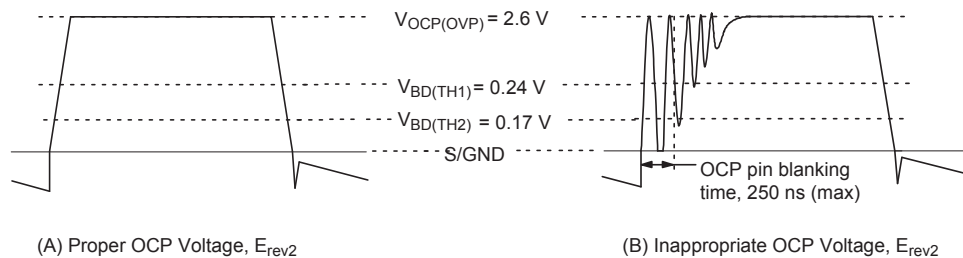 V_OCP(OVP) = 2.6 V
V_BD(TH1) = 0.24 V
V_BD(TH2) = 0.17 V
S/GND
OCP pin blanking
time, 250 ns (max)
(A) Proper OCP Voltage, E_rev2
(B) Inappropriate OCP Voltage, E_rev2